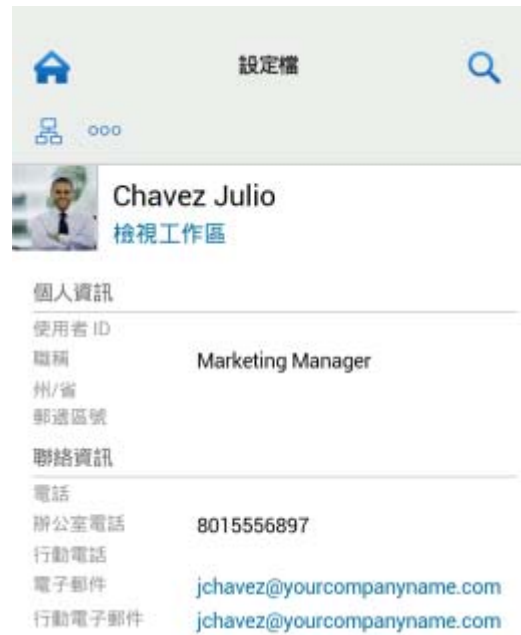 設定檔
Chavez Julio
檢視工作區
個人資訊
使用者 ID
職稱 Marketing Manager
州/省
郵遞區號
聯絡資訊
電話
辦公室電話 8015556897
行動電話
電子郵件 jchavez@yourcompanyname.com
行動電子郵件 jchavez@yourcompanyname.com